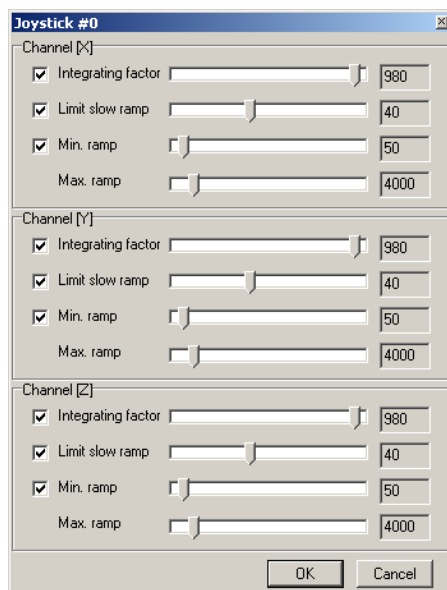 Joystick #0
Channel [X]
Integrating factor 980
Limit slow ramp 40
Min. ramp 50
Max. ramp 4000
Channel [Y]
Integrating factor 980
Limit slow ramp 40
Min. ramp 50
Max. ramp 4000
Channel [Z]
Integrating factor 980
Limit slow ramp 40
Min. ramp 50
Max. ramp 4000
OK Cancel